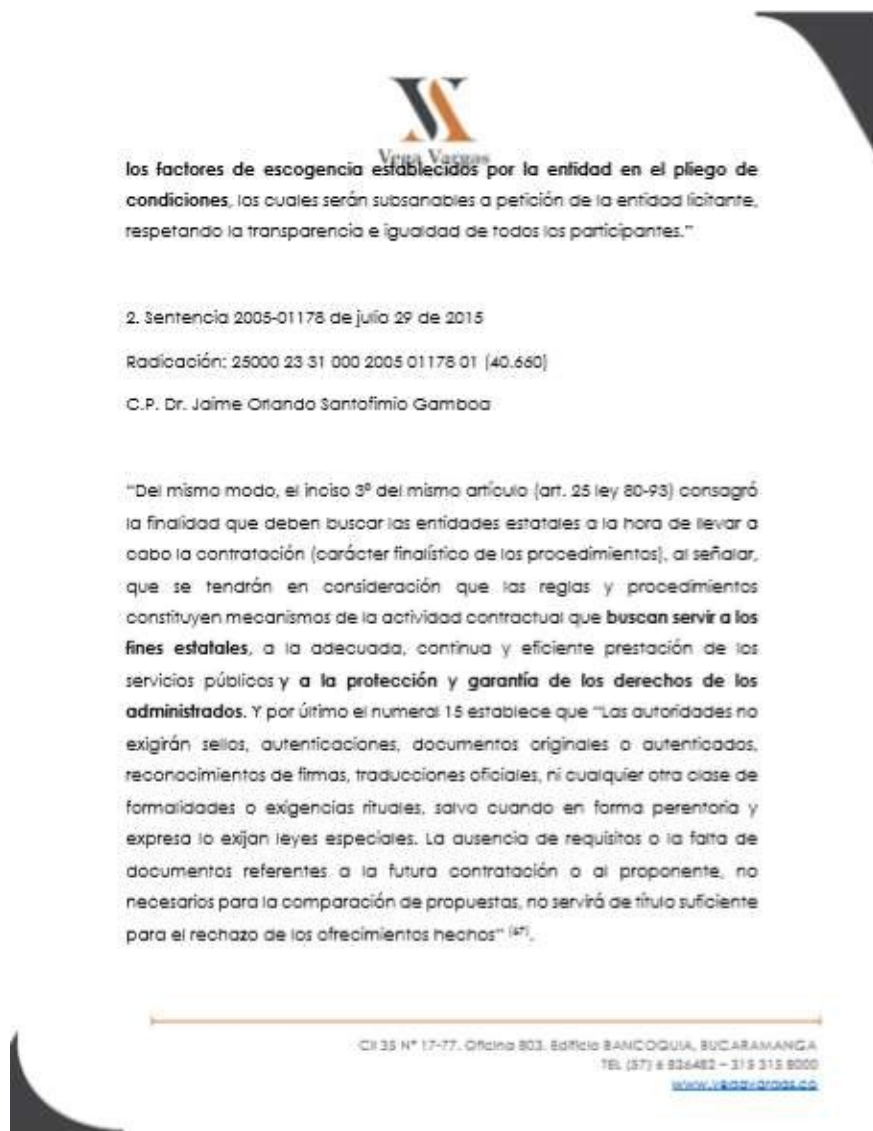 Vega Vargas
los factores de escogencia establecidos por la entidad en el pliego de
condiciones, los cuales serán subsanables a petición de la entidad licitante,
respetando la transparencia e igualdad de todos los participantes."
2. Sentencia 2005-01178 de julio 29 de 2015
Radicación: 25000 23 31 000 2005 01178 01 (40.660)
C.P. Dr. Jaime Orlando Santofimio Gamboa
"Del mismo modo, el inciso 3º del mismo artículo (art. 25 ley 80-93) consagró
la finalidad que deben buscar las entidades estatales a la hora de llevar a
cabo la contratación (carácter finalístico de los procedimientos), al señalar,
que se tendrán en consideración que las reglas y procedimientos
constituyen mecanismos de la actividad contractual que buscan servir a los
fines estatales, a la adecuada, continua y eficiente prestación de los
servicios públicos y a la protección y garantía de los derechos de los
administrados. Y por último el numeral 15 establece que "Las autoridades no
exigirán sellos, autenticaciones, documentos originales o autenticados,
reconocimientos de firmas, traducciones oficiales, ni cualquier otra clase de
formalidades o exigencias rituales, salvo cuando en forma perentoria y
expresa lo exijan leyes especiales. La ausencia de requisitos o la falta de
documentos referentes a la futura contratación o al proponente, no
necesarios para la comparación de propuestas, no servirá de título suficiente
para el rechazo de los ofrecimientos hechos" (67).
Cll 35 N° 17-77. Oficina 803. Edificio BANCOQUIA, BUCARAMANGA
TEL (57) 6 836482 – 315 315 8000
www.vegavargas.co